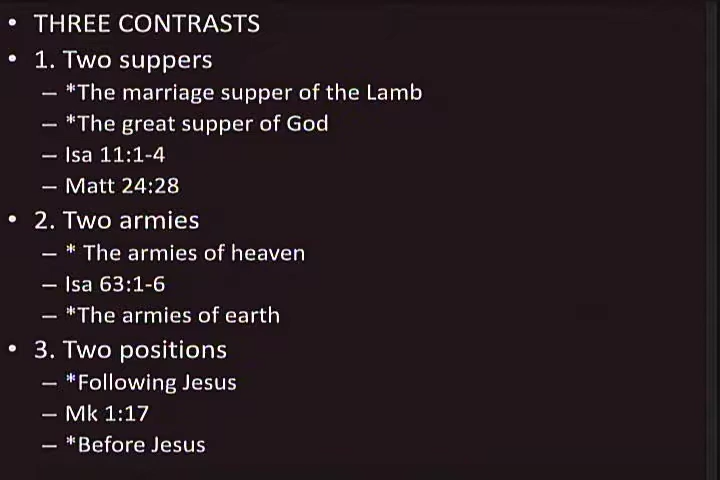 • THREE CONTRASTS
• 1. Two suppers
– *The marriage supper of the Lamb
– *The great supper of God
– Isa 11:1-4
– Matt 24:28
• 2. Two armies
– * The armies of heaven
– Isa 63:1-6
– *The armies of earth
• 3. Two positions
– *Following Jesus
– Mk 1:17
– *Before Jesus